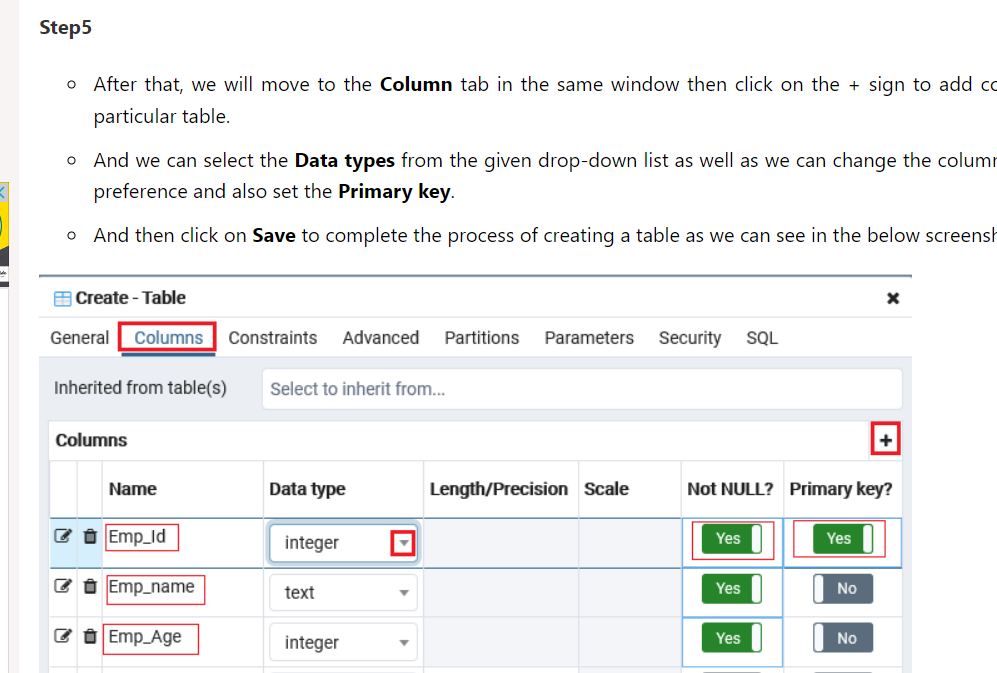 Step5
After that, we will move to the Column tab in the same window then click on the + sign to add
particular table.
And we can select the Data types from the given drop-down list as well as we can change the
preference and also set the Primary key.
And then click on Save to complete the process of creating a table as we can see in the below
Create - Table
General Columns Constraints Advanced Partitions Parameters Security SQL
Inherited from table(s) Select to inherit from...
Columns +
Name Data type Length/Precision Scale Not NULL? Primary key?
Emp_Id integer Yes Yes
Emp_name text Yes No
Emp_Age integer Yes No